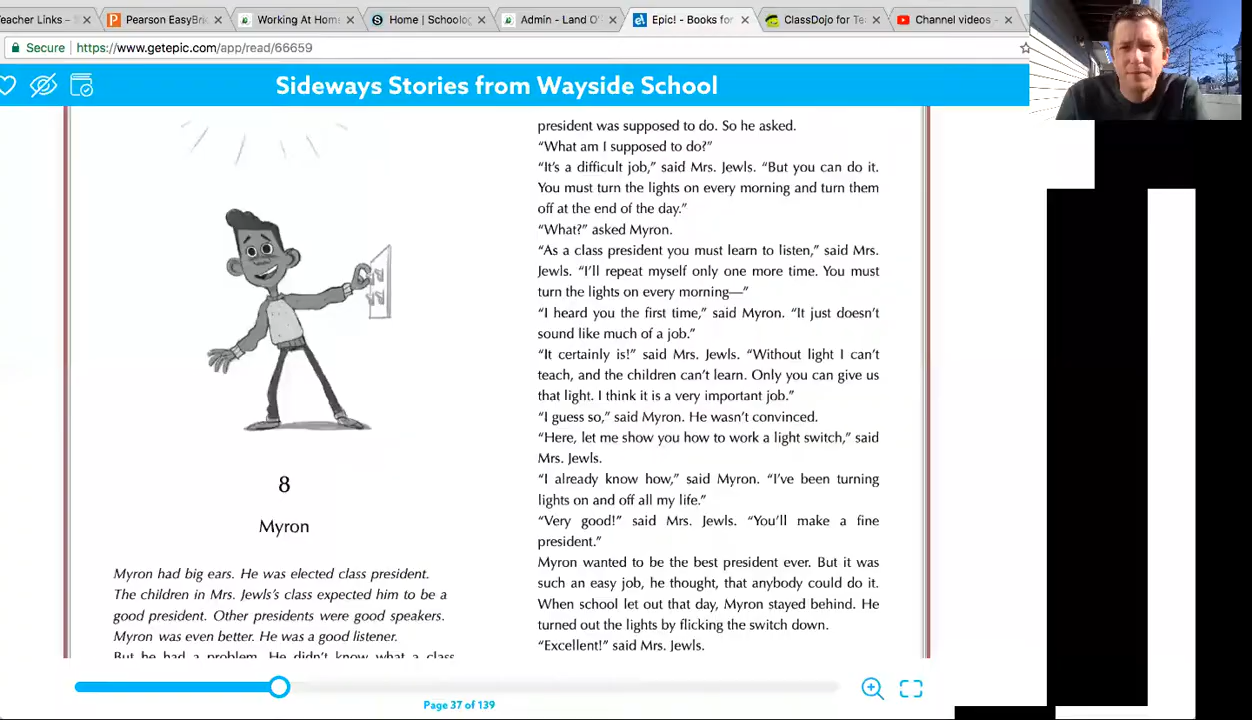 eacher Links -
Pearson EasyBri
Working At Home
Home | Schoolog
Admin - Land O'
Epic! - Books for
ClassDojo for Te
Channel videos -
Secure
https://www.getepic.com/app/read/66659
Sideways Stories from Wayside School
8
Myron
Myron had big ears. He was elected class president.
The children in Mrs. Jewls's class expected him to be a
good president. Other presidents were good speakers.
Myron was even better. He was a good listener.
But he had a problem. He didn't know what a class
president was supposed to do. So he asked.
“What am I supposed to do?”
“It's a difficult job,” said Mrs. Jewls. “But you can do it.
You must turn the lights on every morning and turn them
off at the end of the day.”
“What?” asked Myron.
“As a class president you must learn to listen,” said Mrs.
Jewls. “I'll repeat myself only one more time. You must
turn the lights on every morning—”
“I heard you the first time,” said Myron. “It just doesn't
sound like much of a job.”
“It certainly is!” said Mrs. Jewls. “Without light I can't
teach, and the children can't learn. Only you can give us
that light. I think it is a very important job.”
“I guess so,” said Myron. He wasn't convinced.
“Here, let me show you how to work a light switch,” said
Mrs. Jewls.
“I already know how,” said Myron. “I've been turning
lights on and off all my life.”
“Very good!” said Mrs. Jewls. “You'll make a fine
president.”
Myron wanted to be the best president ever. But it was
such an easy job, he thought, that anybody could do it.
When school let out that day, Myron stayed behind. He
turned out the lights by flicking the switch down.
“Excellent!” said Mrs. Jewls.
Page 37 of 139